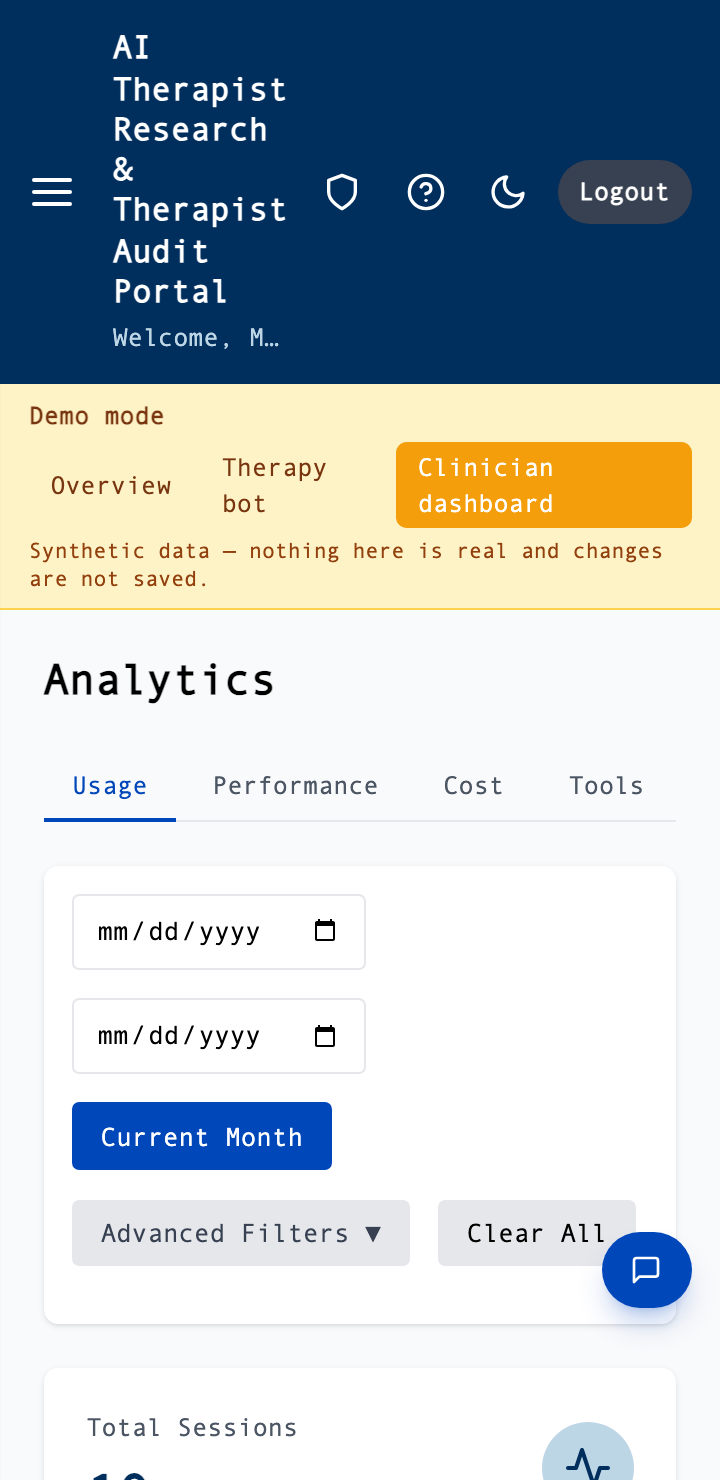 AI
Therapist
Research
&
Therapist
Audit
Portal
Welcome, M…
Logout
Demo mode
Overview
Therapy
bot
Clinician
dashboard
Synthetic data — nothing here is real and changes
are not saved.
Analytics
Usage Performance Cost Tools
mm/dd/yyyy
mm/dd/yyyy
Current Month
Advanced Filters ▼ Clear All
Total Sessions